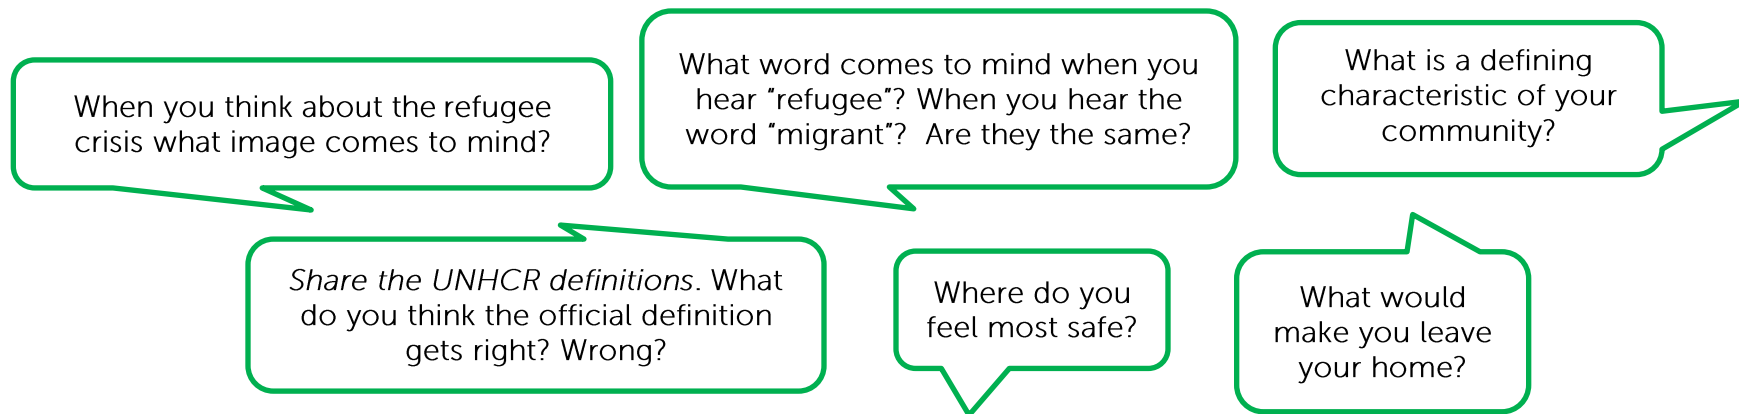 When you think about the refugee
crisis what image comes to mind?
What word comes to mind when you
hear “refugee”? When you hear the
word “migrant”?  Are they the same?
What is a defining
characteristic of your
community?
Share the UNHCR definitions. What
do you think the official definition
gets right? Wrong?
Where do you
feel most safe?
What would
make you leave
your home?